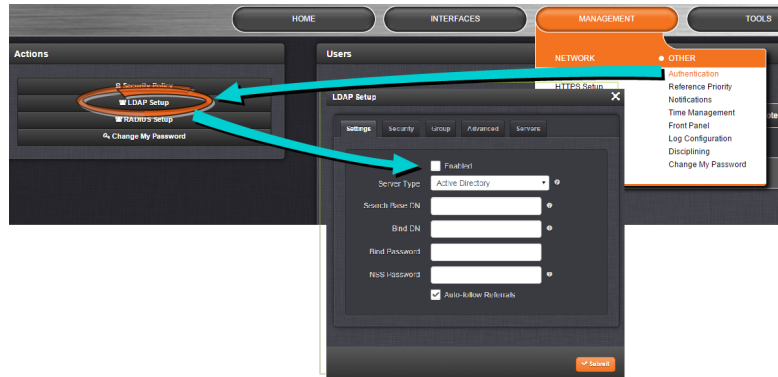 HOME
INTERFACES
MANAGEMENT
TOOLS
Actions
Security Policy
LDAP Setup
RADIUS Setup
Change My Password
Users
NETWORK
HTTPS Setup
OTHER
Authentication
Reference Priority
Notifications
Time Management
Front Panel
Log Configuration
Disciplining
Change My Password
LDAP Setup
Settings
Security
Group
Advanced
Servers
Enabled
Server Type
Active Directory
Search Base DN
Bind DN
Bind Password
NSS Password
Auto-follow Referrals
Submit